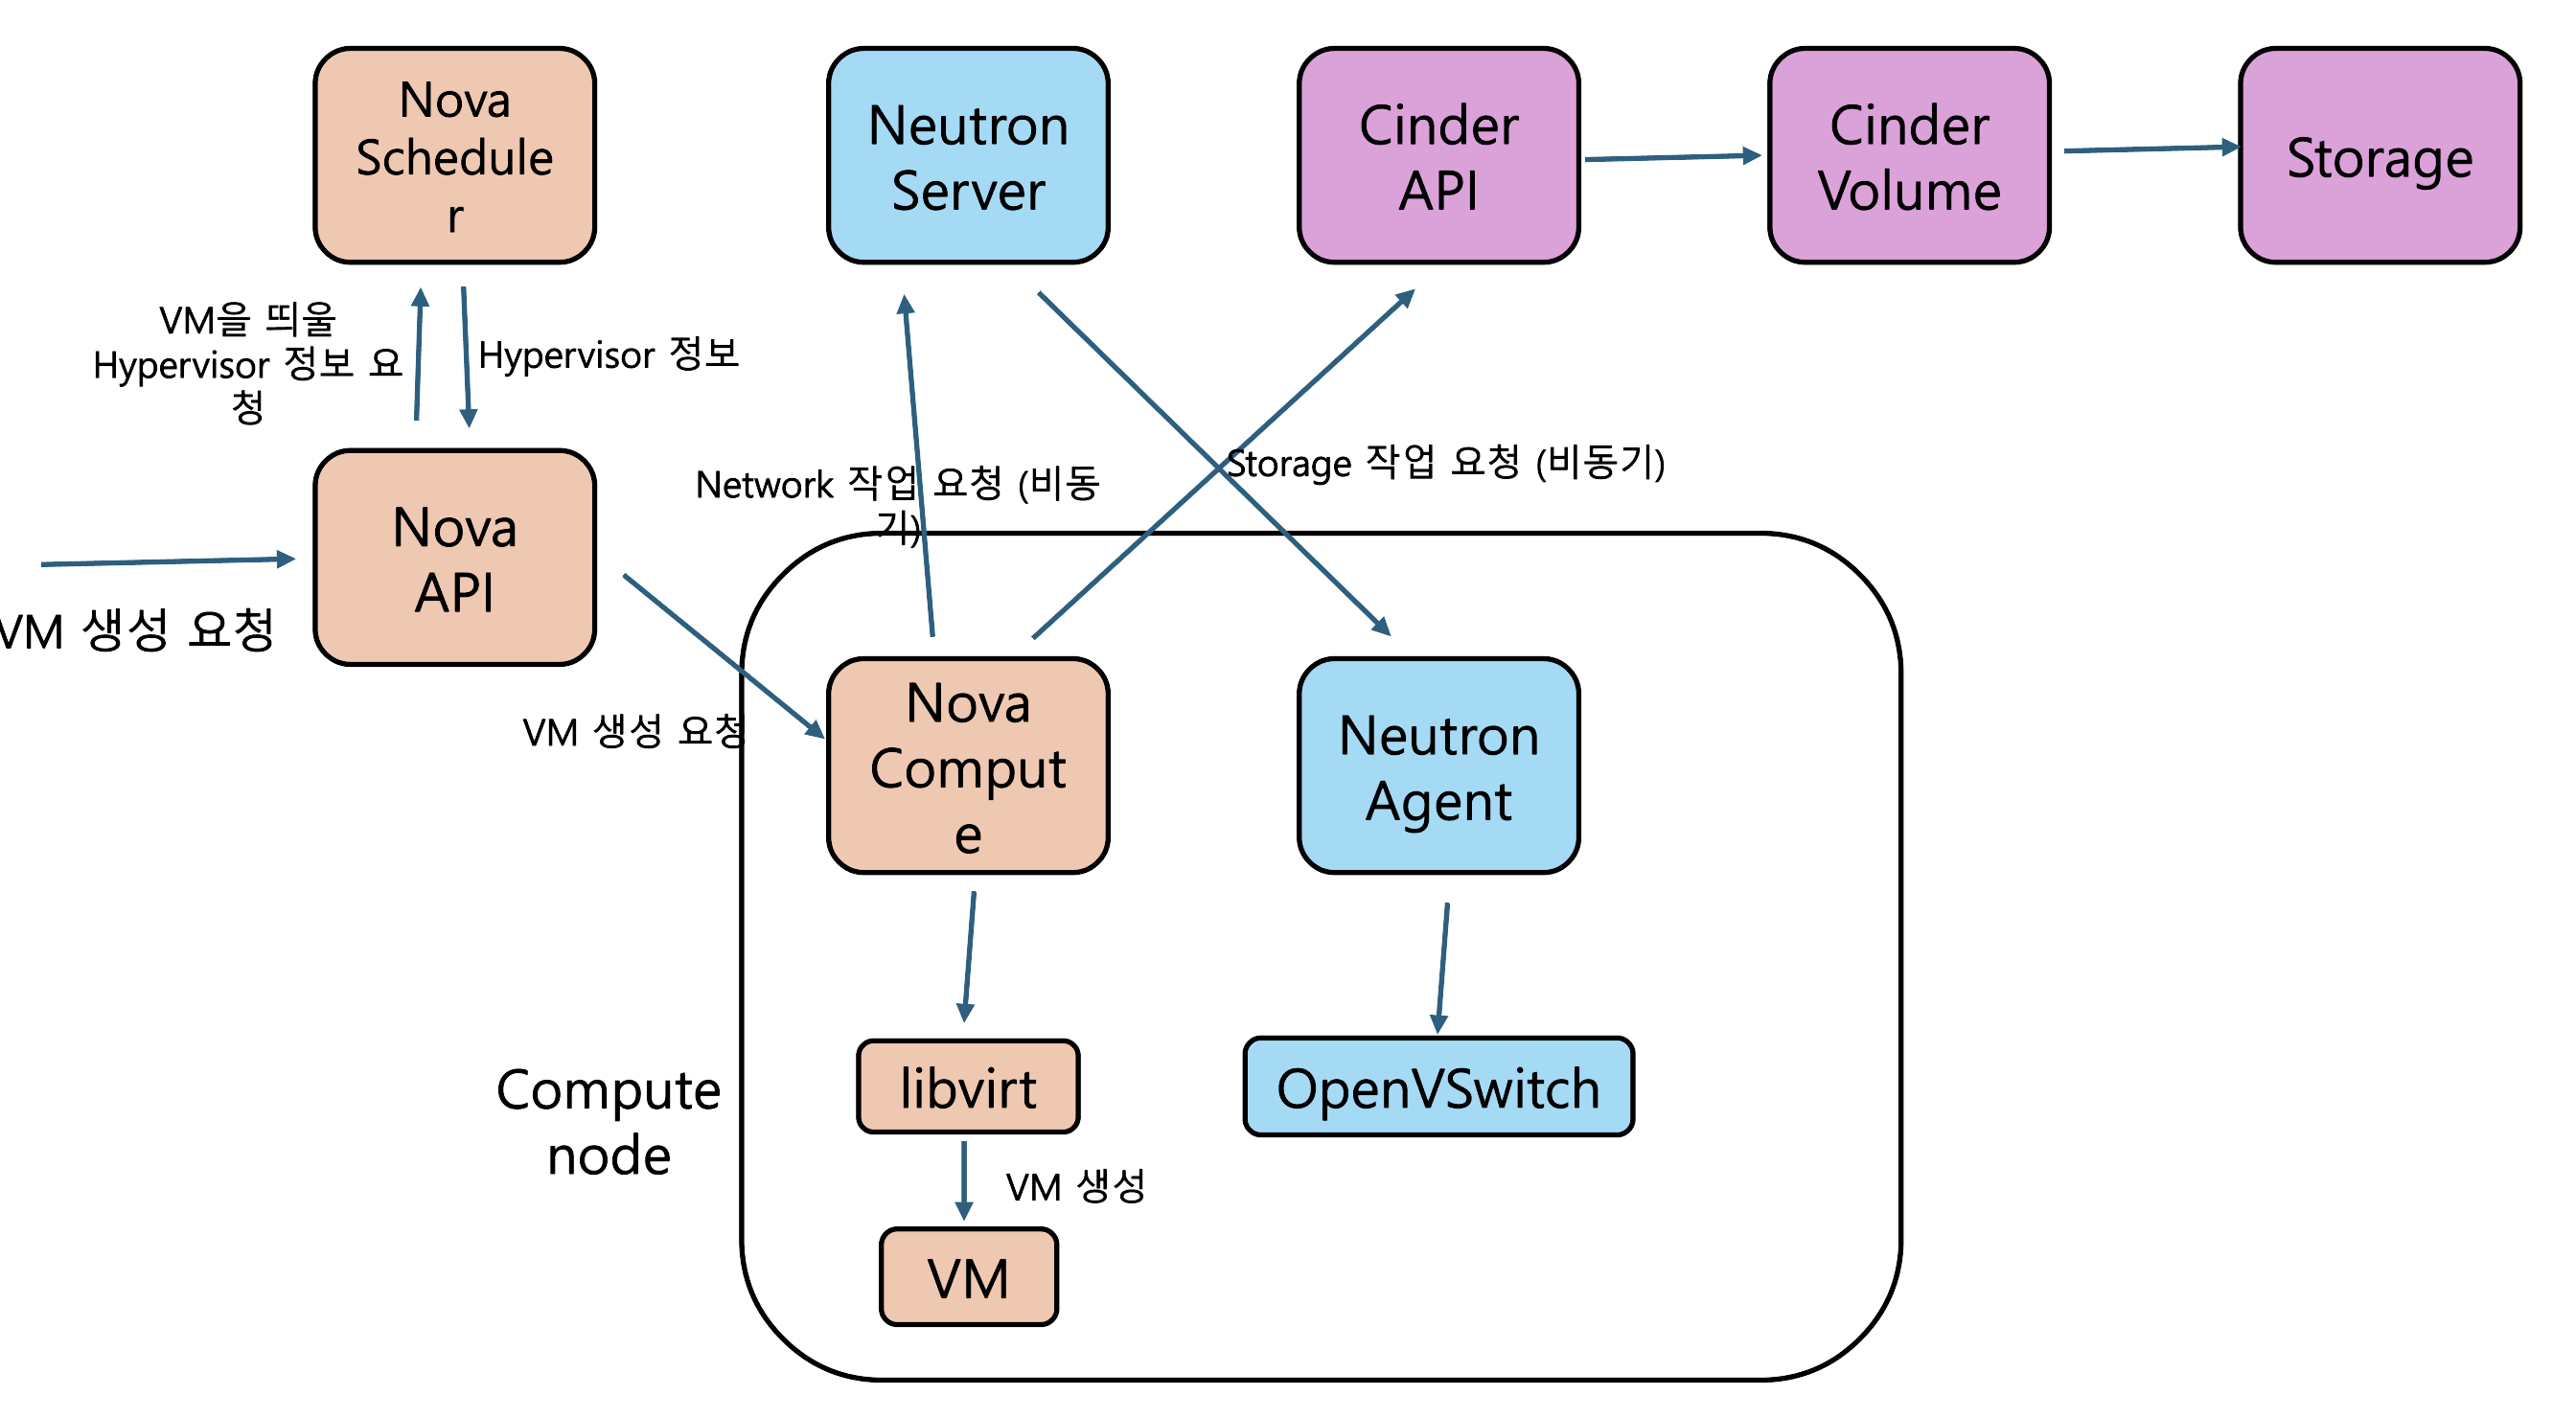 Nova
Schedule
r
Neutron
Server
Cinder
API
Cinder
Volume
Storage
VM을 띄울
Hypervisor 정보 요
청
Hypervisor 정보
Nova
API
VM 생성 요청
Network 작업 요청 (비동
기)
Storage 작업 요청 (비동기)
VM 생성 요청
Nova
Comput
e
Neutron
Agent
Compute
node
libvirt
OpenVSwitch
VM 생성
VM